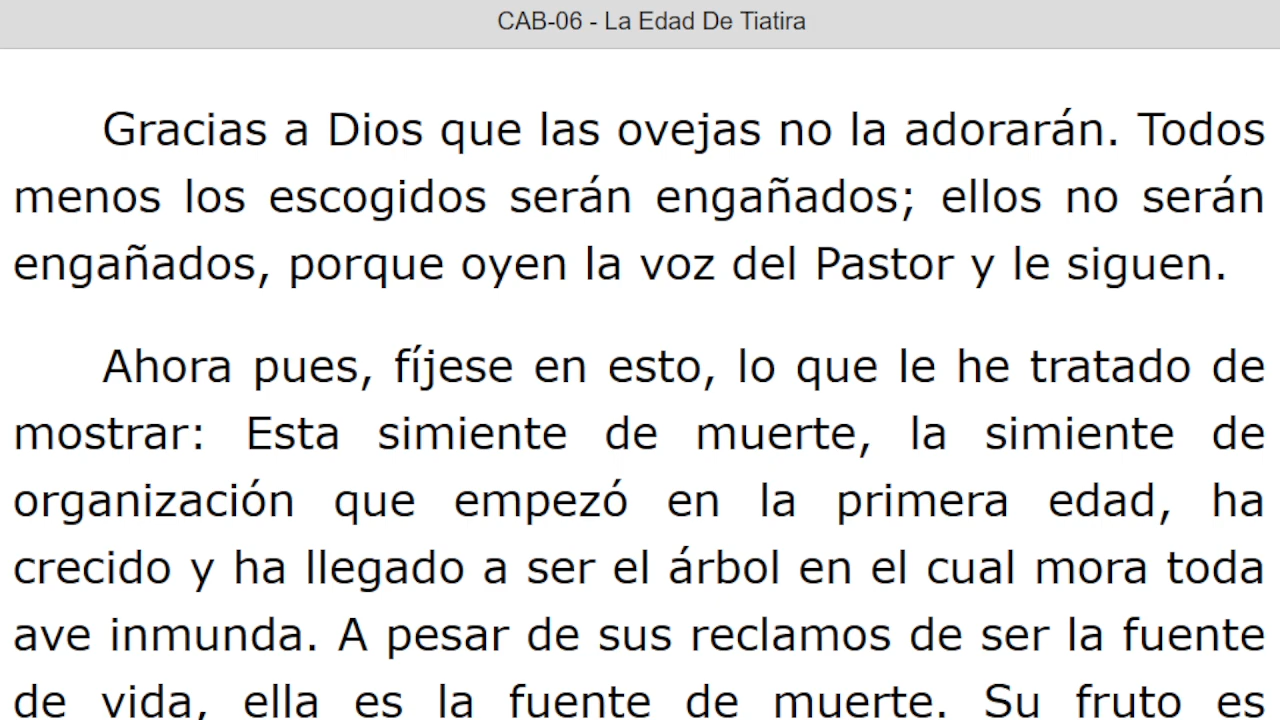 CAB-06 - La Edad De Tiatira
Gracias a Dios que las ovejas no la adorarán. Todos
menos los escogidos serán engañados; ellos no serán
engañados, porque oyen la voz del Pastor y le siguen.
Ahora pues, fíjese en esto, lo que le he tratado de
mostrar: Esta simiente de muerte, la simiente de
organización que empezó en la primera edad, ha
crecido y ha llegado a ser el árbol en el cual mora toda
ave inmunda. A pesar de sus reclamos de ser la fuente
de vida, ella es la fuente de muerte. Su fruto es